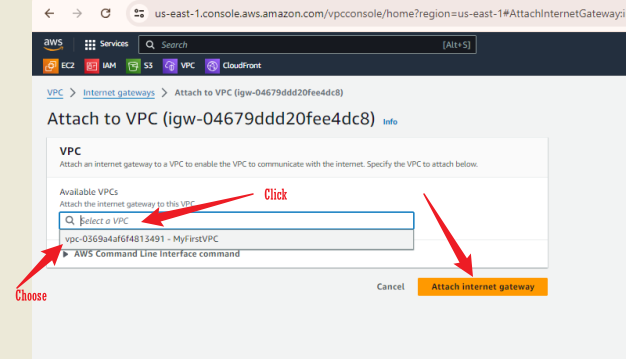 us-east-1.console.aws.amazon.com/vpcconsole/home?region=us-east-1#AttachInternetGateway:i
aws Services Search [Alt+S]
EC2 IAM S3 VPC CloudFront
VPC > Internet gateways > Attach to VPC (igw-04679ddd20fee4dc8)
Attach to VPC (igw-04679ddd20fee4dc8) Info
VPC
Attach an internet gateway to a VPC to enable the VPC to communicate with the internet. Specify the VPC to attach below.
Available VPCs
Click
Attach the internet gateway to this VPC
Select a VPC
vpc-0369a4af6f4813491 - MyFirstVPC
AWS Command Line Interface command
Choose
Cancel Attach internet gateway